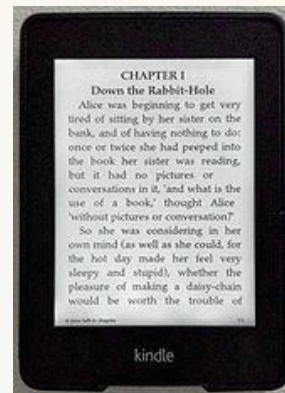 CHAPTER I
Down the Rabbit-Hole
Alice was beginning to get very
tired of sitting by her sister on the
bank, and of having nothing to do:
once or twice she had peeped into
the book her sister was reading,
but it had no pictures or
conversations in it, 'and what is the
use of a book,' thought Alice
'without pictures or conversation?'
So she was considering in her
own mind (as well as she could, for
the hot day made her feel very
sleepy and stupid), whether the
pleasure of making a daisy-chain
would be worth the trouble of
kindle